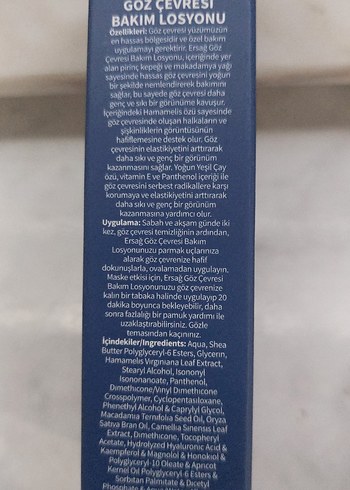 GÖZ ÇEVRESİ
BAKIM LOSYONU
Özellikleri: Göz çevresi yüzümüzün
en hassas bölgesidir ve özel bakım
uygulamayı gerektirir. Ersağ Göz
Çevresi Bakım Losyonu, içeriğinde yer
alan pirinç kepeği ve makadamya yağı
sayesinde hassas göz çevresini yoğun
bir şekilde nemlendirerek bakımını
sağlar, bu sayede göz çevresi daha
genç ve sıkı bir görünüme kavuşur.
İçeriğindeki Hamamelis özü sayesinde
göz çevresinde oluşan halkaların ve
şişkinliklerin görüntüsünün
hafiflemesine destek olur. Göz
çevresinin elastikiyetini arttırarak
daha sıkı ve genç bir görünüm
kazanmasını sağlar. Yoğun Yeşil Çay
özü, vitamin E ve Panthenol içeriği ile
göz çevresini serbest radikallere karşı
korumaya ve elastikiyetini arttırarak
daha sıkı ve genç bir görünüm
kazanmasına yardımcı olur.
Uygulama: Sabah ve akşam günde iki
kez, göz çevresi temizliğinin ardından,
Ersağ Göz Çevresi Bakım
Losyonunuzu parmak uçlarınıza
alarak göz çevrenize hafif
dokunuşlarla, ovalamadan uygulayın.
Maske etkisi için, Ersağ Göz Çevresi
Bakım Losyonunuzu göz çevrenize
kalın bir tabaka halinde uygulayıp 20
dakika boyunca bekleyebilir, daha
sonra fazlalığı bir pamuk yardımı ile
uzaklaştırabilirsiniz. Gözle
temasından kaçınınız.
İçindekiler/Ingredients: Aqua, Shea
Butter Polyglyceryl-6 Esters, Glycerin,
Hamamelis Virginiana Leaf Extract,
Stearyl Alcohol, Isononyl
Isononanoate, Panthenol,
Dimethicone/Vinyl Dimethicone
Crosspolymer, Cyclopentasiloxane,
Phenethyl Alcohol & Caprylyl Glycol,
Macadamia Ternifolia Seed Oil, Oryza
Sativa Bran Oil, Camellia Sinensis Leaf
Extract, Dimethicone, Tocopheryl
Acetate, Hydrolyzed Hyaluronic Acid &
Kaempferol & Magnolol & Honokiol &
Polyglyceryl-10 Oleate & Apricot
Kernel Oil Polyglyceryl-6 Esters &
Sorbitan Palmitate & Dicetyl
Phosphate &